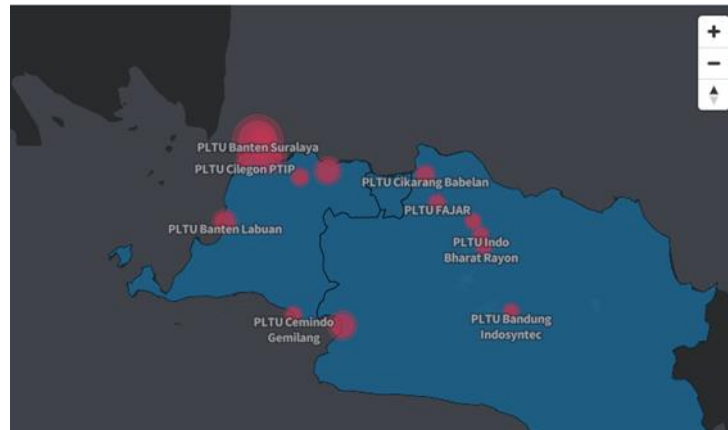 PLTU Banten Suralaya
PLTU Cilegon PTIP
PLTU Cikarang Babelan
PLTU FAJAR
PLTU Banten Labuan
PLTU Indo
Bharat Rayon
PLTU Cemindo
Gemilang
PLTU Bandung
Indosyntec